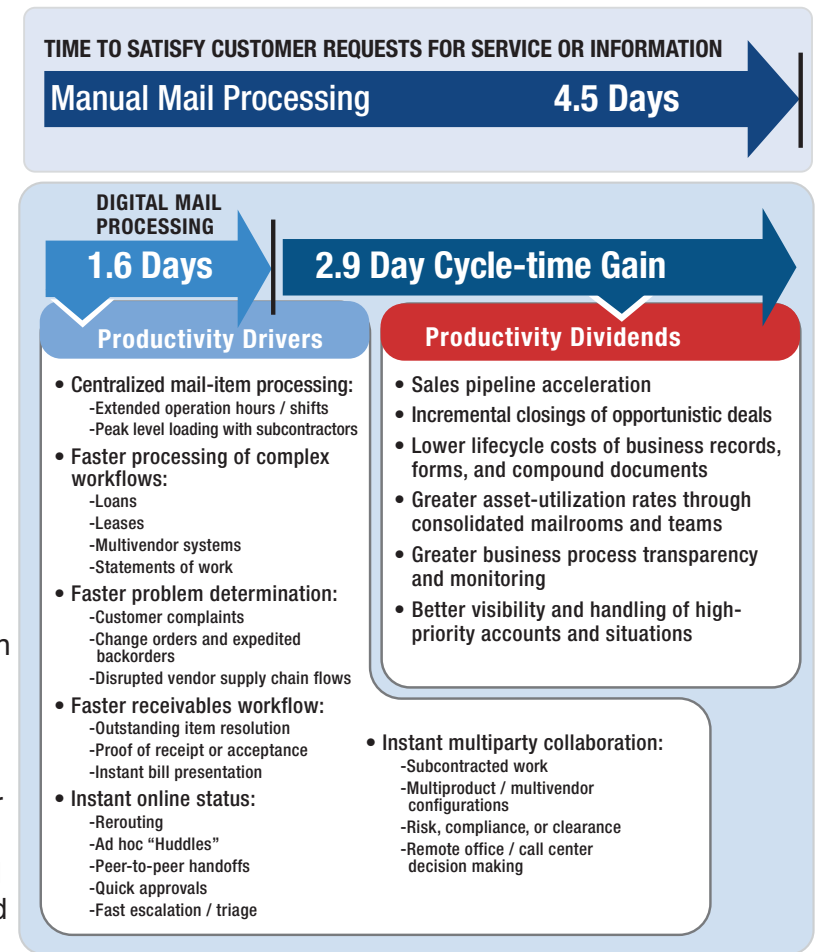 TIME TO SATISFY CUSTOMER REQUESTS FOR SERVICE OR INFORMATION
Manual Mail Processing 4.5 Days
DIGITAL MAIL
PROCESSING
1.6 Days
2.9 Day Cycle-time Gain
Productivity Drivers
• Centralized mail-item processing:
-Extended operation hours / shifts
-Peak level loading with subcontractors
• Faster processing of complex
workflows:
-Loans
-Leases
-Multivendor systems
-Statements of work
• Faster problem determination:
-Customer complaints
-Change orders and expedited
backorders
-Disrupted vendor supply chain flows
• Faster receivables workflow:
-Outstanding item resolution
-Proof of receipt or acceptance
-Instant bill presentation
• Instant online status:
-Rerouting
-Ad hoc “Huddles”
-Peer-to-peer handoffs
-Quick approvals
-Fast escalation / triage
• Instant multiparty collaboration:
-Subcontracted work
-Multiproduct / multivendor
configurations
-Risk, compliance, or clearance
-Remote office / call center
decision making
Productivity Dividends
• Sales pipeline acceleration
• Incremental closings of opportunistic deals
• Lower lifecycle costs of business records,
forms, and compound documents
• Greater asset-utilization rates through
consolidated mailrooms and teams
• Greater business process transparency
and monitoring
• Better visibility and handling of high-
priority accounts and situations